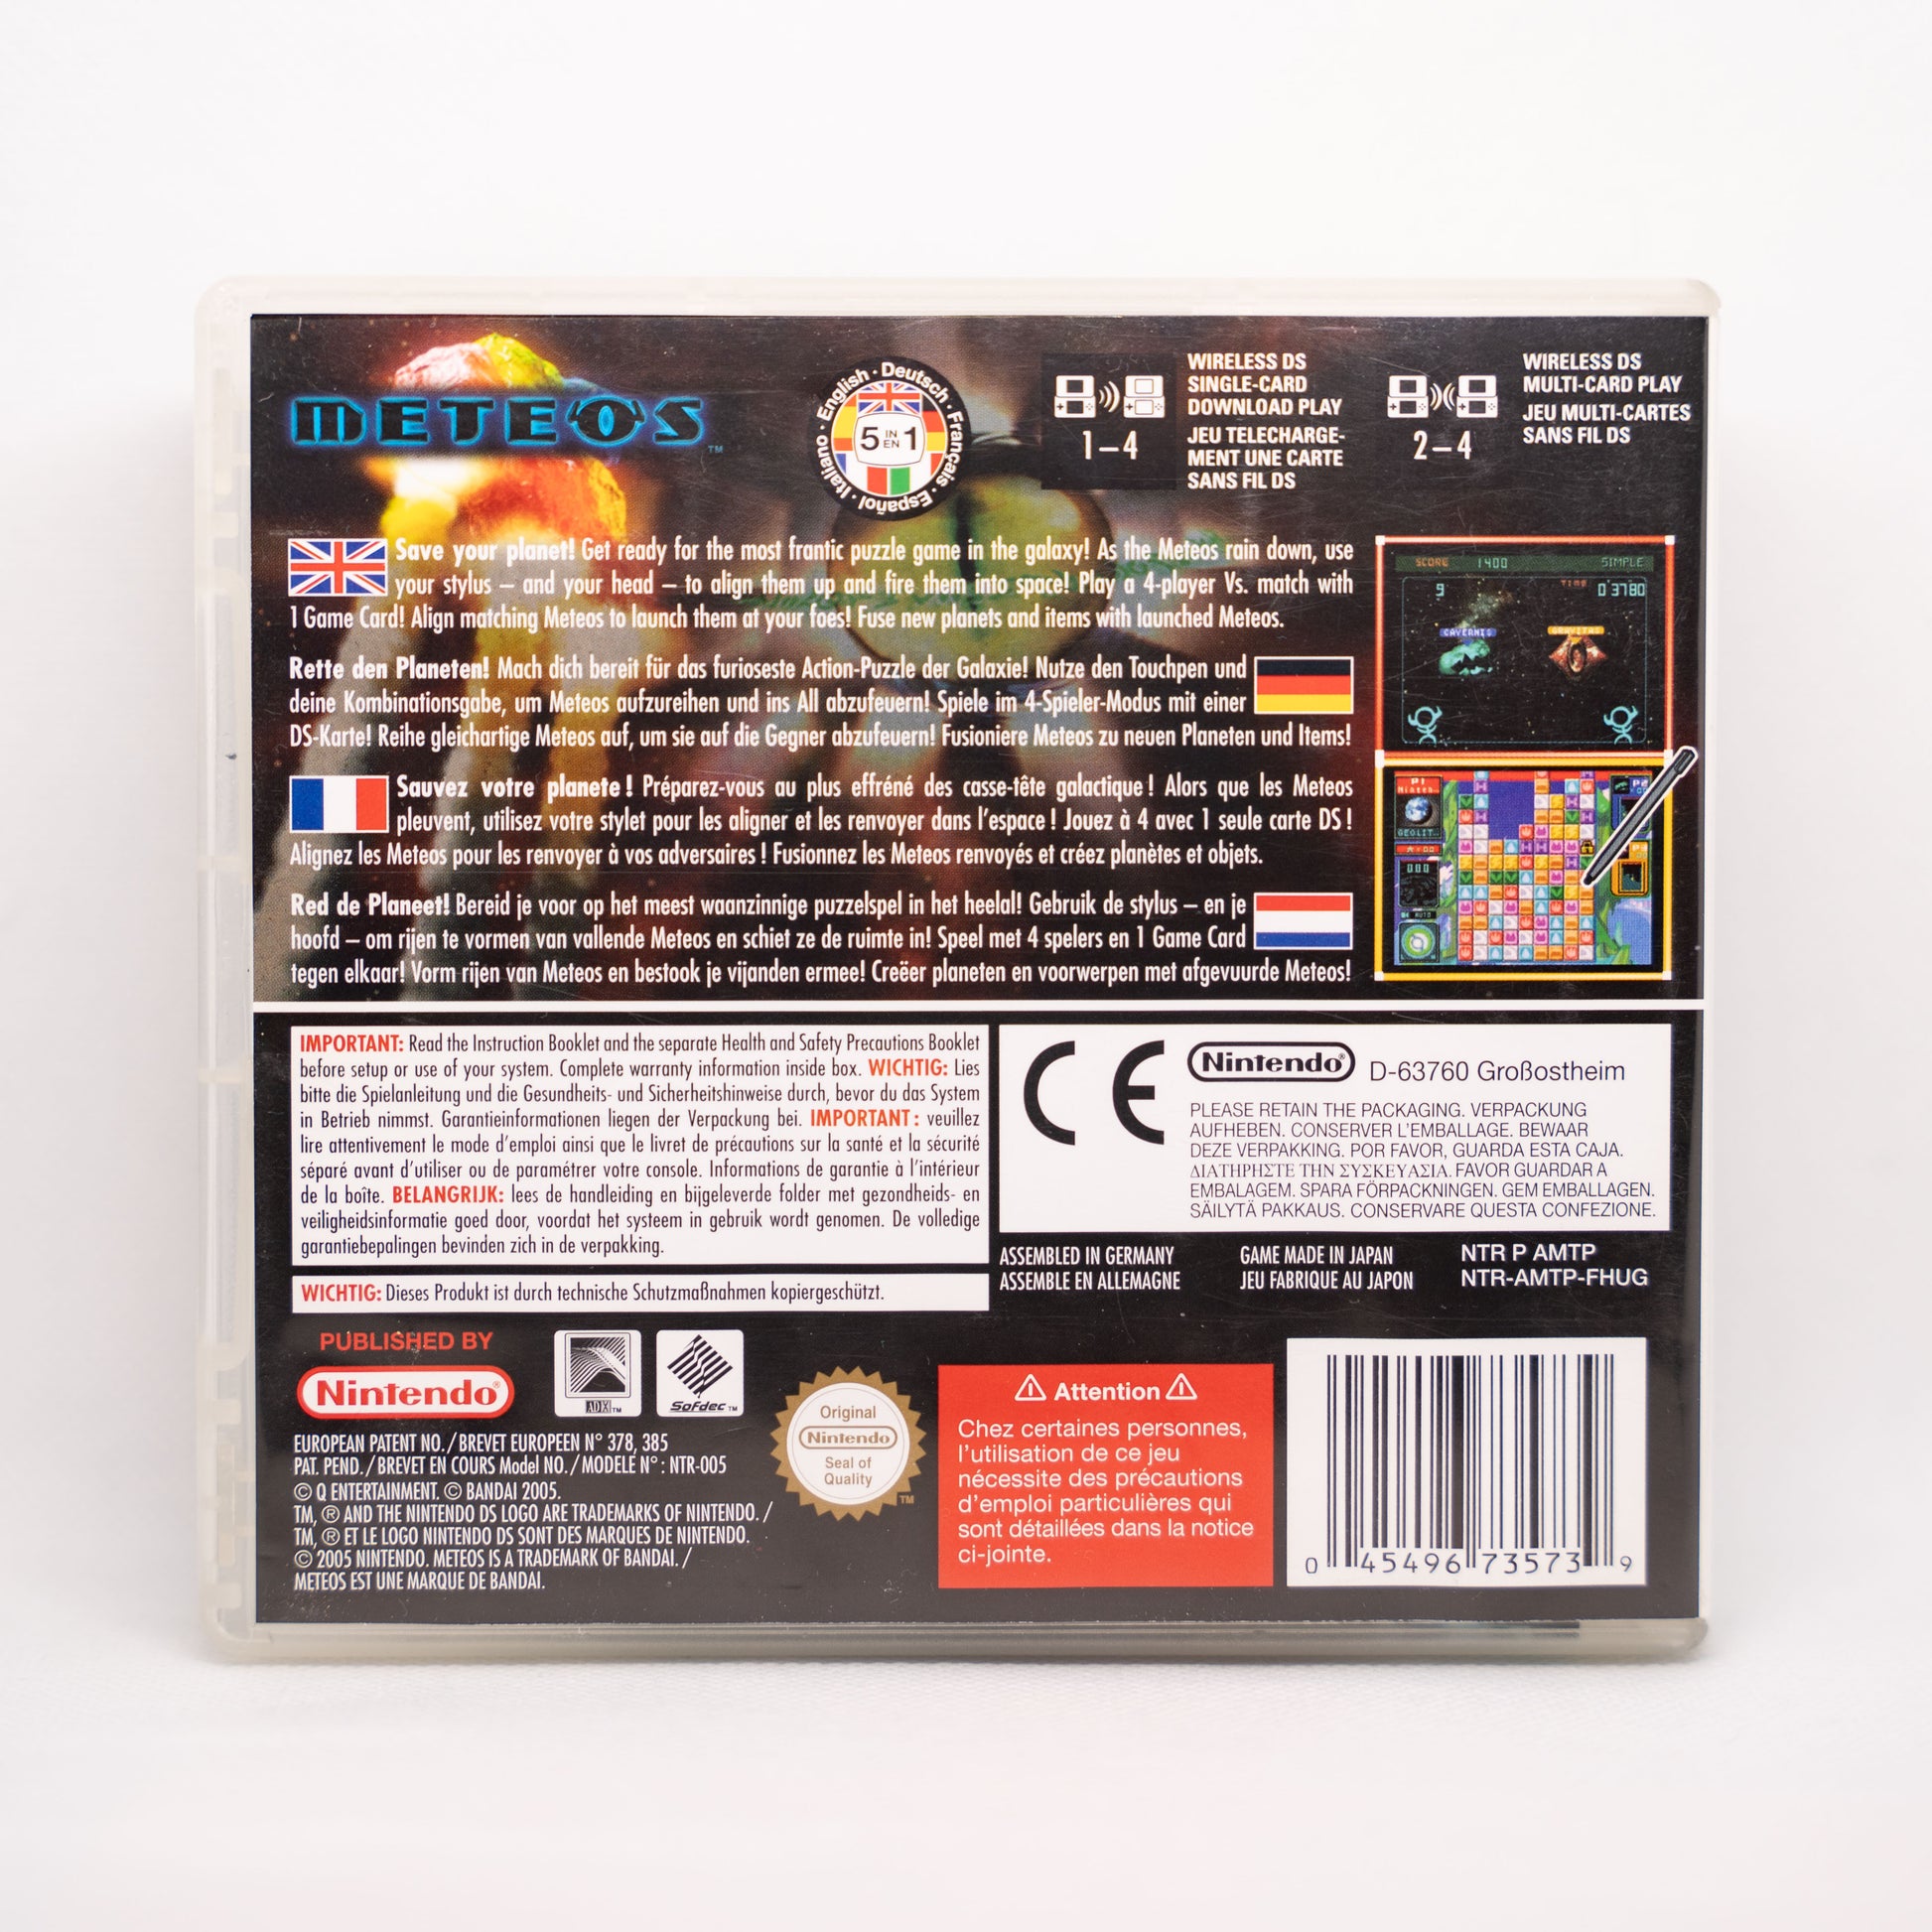 METEOS™
English · Deutsch · Français · Español · Italiano ·
5 IN EN 1
1–4
WIRELESS DS
SINGLE-CARD
DOWNLOAD PLAY
JEU TELECHARGE-
MENT UNE CARTE
SANS FIL DS
2–4
WIRELESS DS
MULTI-CARD PLAY
JEU MULTI-CARTES
SANS FIL DS
Save your planet! Get ready for the most frantic puzzle game in the galaxy! As the Meteos rain down, use
your stylus – and your head – to align them up and fire them into space! Play a 4-player Vs. match with
1 Game Card! Align matching Meteos to launch them at your foes! Fuse new planets and items with launched Meteos.
Rette den Planeten! Mach dich bereit für das furioseste Action-Puzzle der Galaxie! Nutze den Touchpen und
deine Kombinationsgabe, um Meteos aufzureihen und ins All abzufeuern! Spiele im 4-Spieler-Modus mit einer
DS-Karte! Reihe gleichartige Meteos auf, um sie auf die Gegner abzufeuern! Fusioniere Meteos zu neuen Planeten und Items!
Sauvez votre planete ! Préparez-vous au plus effréné des casse-tête galactique ! Alors que les Meteos
pleuvent, utilisez votre stylet pour les aligner et les renvoyer dans l'espace ! Jouez à 4 avec 1 seule carte DS !
Alignez les Meteos pour les renvoyer à vos adversaires ! Fusionnez les Meteos renvoyés et créez planètes et objets.
Red de Planeet! Bereid je voor op het meest waanzinnige puzzelspel in het heelal! Gebruik de stylus – en je
hoofd – om rijen te vormen van vallende Meteos en schiet ze de ruimte in! Speel met 4 spelers en 1 Game Card
tegen elkaar! Vorm rijen van Meteos en bestook je vijanden ermee! Creëer planeten en voorwerpen met afgevuurde Meteos!
SCORE 1400 SIMPLE
9 TIME 0'3780
CAVERNIS GRAVITAS
P1
GEOLIT
IMPORTANT: Read the Instruction Booklet and the separate Health and Safety Precautions Booklet
before setup or use of your system. Complete warranty information inside box. WICHTIG: Lies
bitte die Spielanleitung und die Gesundheits- und Sicherheitshinweise durch, bevor du das System
in Betrieb nimmst. Garantieinformationen liegen der Verpackung bei. IMPORTANT : veuillez
lire attentivement le mode d'emploi ainsi que le livret de précautions sur la santé et la sécurité
séparé avant d'utiliser ou de paramétrer votre console. Informations de garantie à l'intérieur
de la boîte. BELANGRIJK: lees de handleiding en bijgeleverde folder met gezondheids- en
veiligheidsinformatie goed door, voordat het systeem in gebruik wordt genomen. De volledige
garantiebepalingen bevinden zich in de verpakking.
WICHTIG: Dieses Produkt ist durch technische Schutzmaßnahmen kopiergeschützt.
CE
Nintendo® D-63760 Großostheim
PLEASE RETAIN THE PACKAGING. VERPACKUNG
AUFHEBEN. CONSERVER L'EMBALLAGE. BEWAAR
DEZE VERPAKKING. POR FAVOR, GUARDA ESTA CAJA.
ΔΙΑΤΗΡΗΣΤΕ ΤΗΝ ΣΥΣΚΕΥΑΣΙΑ. FAVOR GUARDAR A
EMBALAGEM. SPARA FÖRPACKNINGEN. GEM EMBALLAGEN.
SÄILYTÄ PAKKAUS. CONSERVARE QUESTA CONFEZIONE.
ASSEMBLED IN GERMANY
ASSEMBLE EN ALLEMAGNE
GAME MADE IN JAPAN
JEU FABRIQUE AU JAPON
NTR P AMTP
NTR-AMTP-FHUG
PUBLISHED BY
Nintendo®
ADX™
Sofdec™
EUROPEAN PATENT NO./BREVET EUROPEEN N° 378, 385
PAT. PEND./BREVET EN COURS Model NO./MODELE N° : NTR-005
© Q ENTERTAINMENT. © BANDAI 2005.
TM, ® AND THE NINTENDO DS LOGO ARE TRADEMARKS OF NINTENDO. /
TM, ® ET LE LOGO NINTENDO DS SONT DES MARQUES DE NINTENDO.
© 2005 NINTENDO. METEOS IS A TRADEMARK OF BANDAI. /
METEOS EST UNE MARQUE DE BANDAI.
Original
Nintendo
Seal of
Quality
™
Attention
Chez certaines personnes,
l'utilisation de ce jeu
nécessite des précautions
d'emploi particulières qui
sont détaillées dans la notice
ci-jointe.
0 45496 73573 9